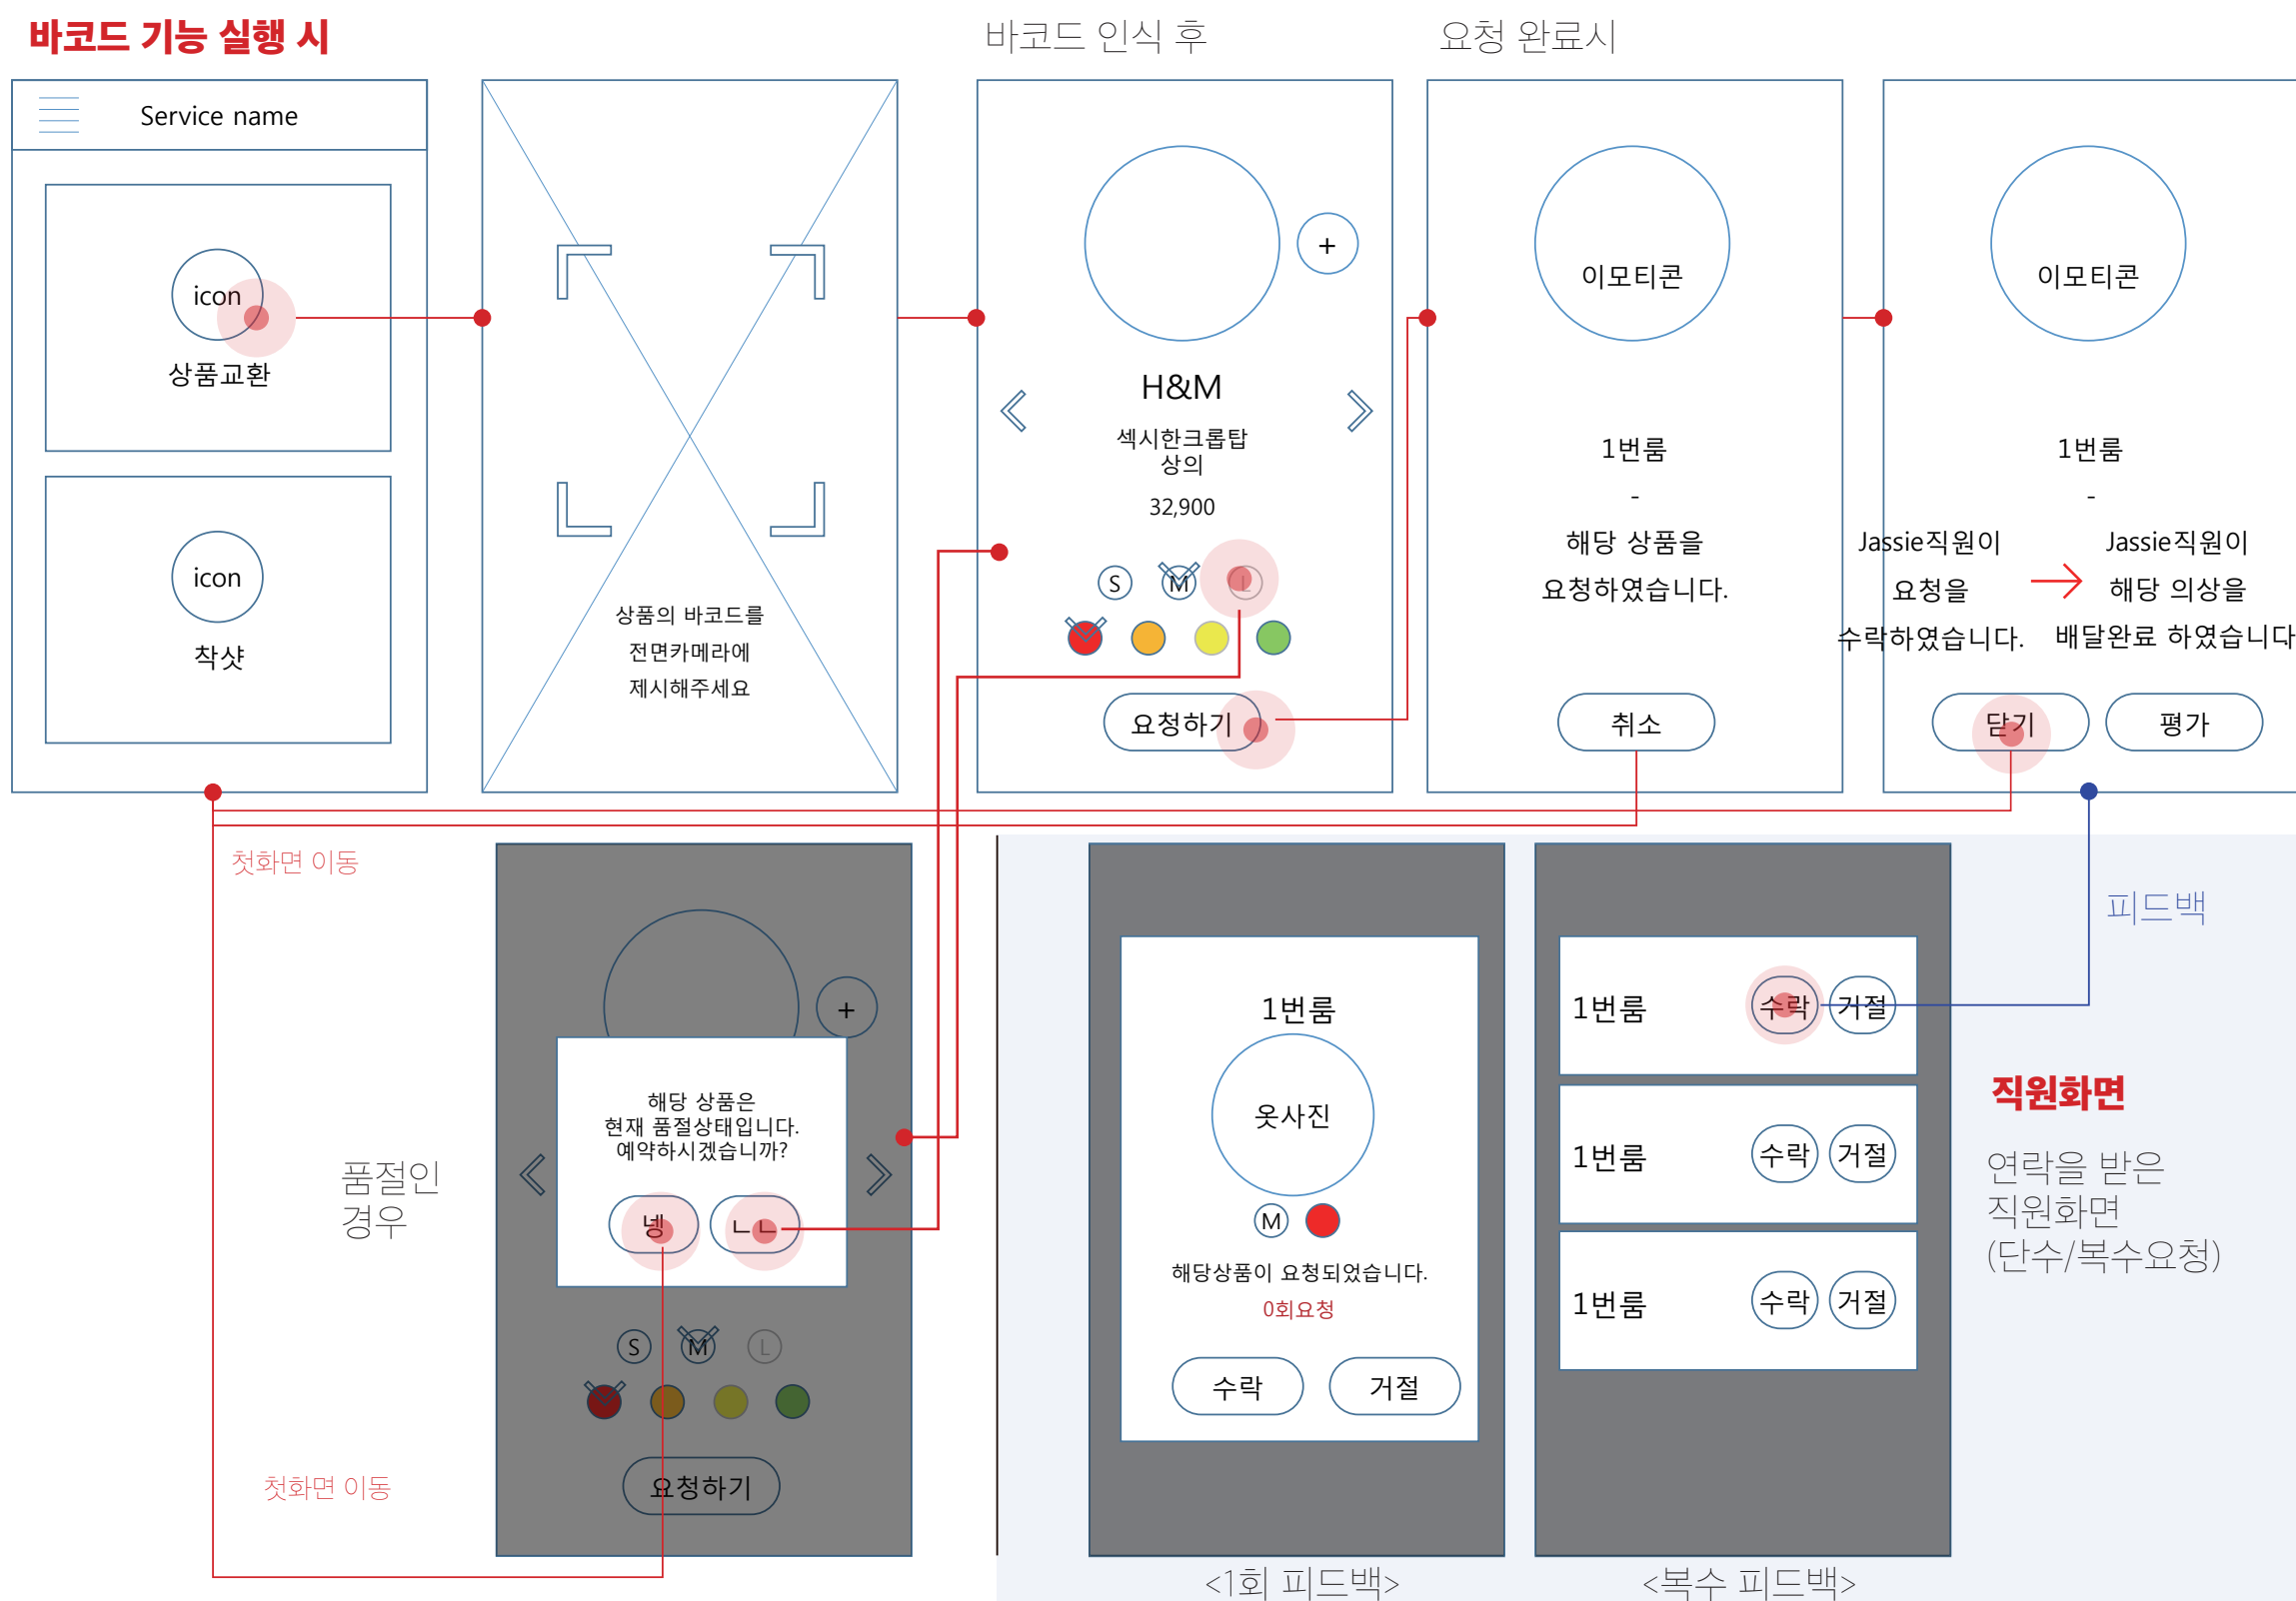 바코드 기능 실행 시
바코드 인식 후
요청 완료시
Service name
icon
상품교환
icon
착샷
상품의 바코드를
전면카메라에
제시해주세요
+
H&M
섹시한크롭탑
상의
32,900
S M L
요청하기
이모티콘
1번룸
-
해당 상품을
요청하였습니다.
취소
이모티콘
1번룸
-
Jassie직원이
요청을
수락하였습니다.
Jassie직원이
해당 의상을
배달완료 하였습니다
닫기 평가
첫화면 이동
품절인
경우
+
해당 상품은
현재 품절상태입니다.
예약하시겠습니까?
넹 ㄴㄴ
S M L
요청하기
첫화면 이동
1번룸
옷사진
M
해당상품이 요청되었습니다.
0회요청
수락 거절
<1회 피드백>
1번룸 수락 거절
1번룸 수락 거절
1번룸 수락 거절
<복수 피드백>
피드백
직원화면
연락을 받은
직원화면
(단수/복수요청)